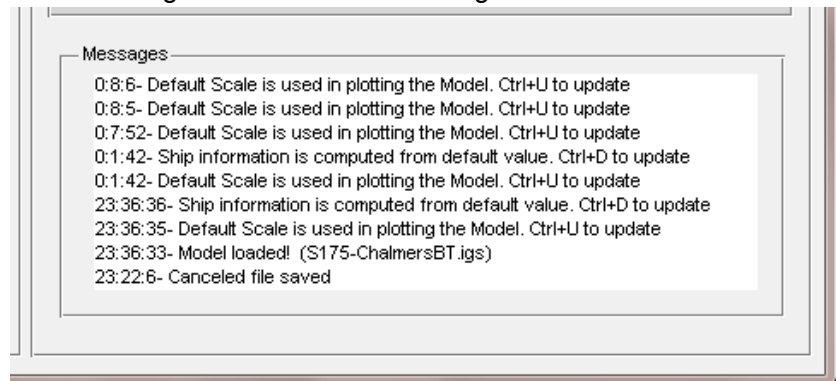 Messages
0:8:6- Default Scale is used in plotting the Model. Ctrl+U to update
0:8:5- Default Scale is used in plotting the Model. Ctrl+U to update
0:7:52- Default Scale is used in plotting the Model. Ctrl+U to update
0:1:42- Ship information is computed from default value. Ctrl+D to update
0:1:42- Default Scale is used in plotting the Model. Ctrl+U to update
23:36:36- Ship information is computed from default value. Ctrl+D to update
23:36:35- Default Scale is used in plotting the Model. Ctrl+U to update
23:36:33- Model loaded! (S175-ChalmersBT.igs)
23:22:6- Canceled file saved